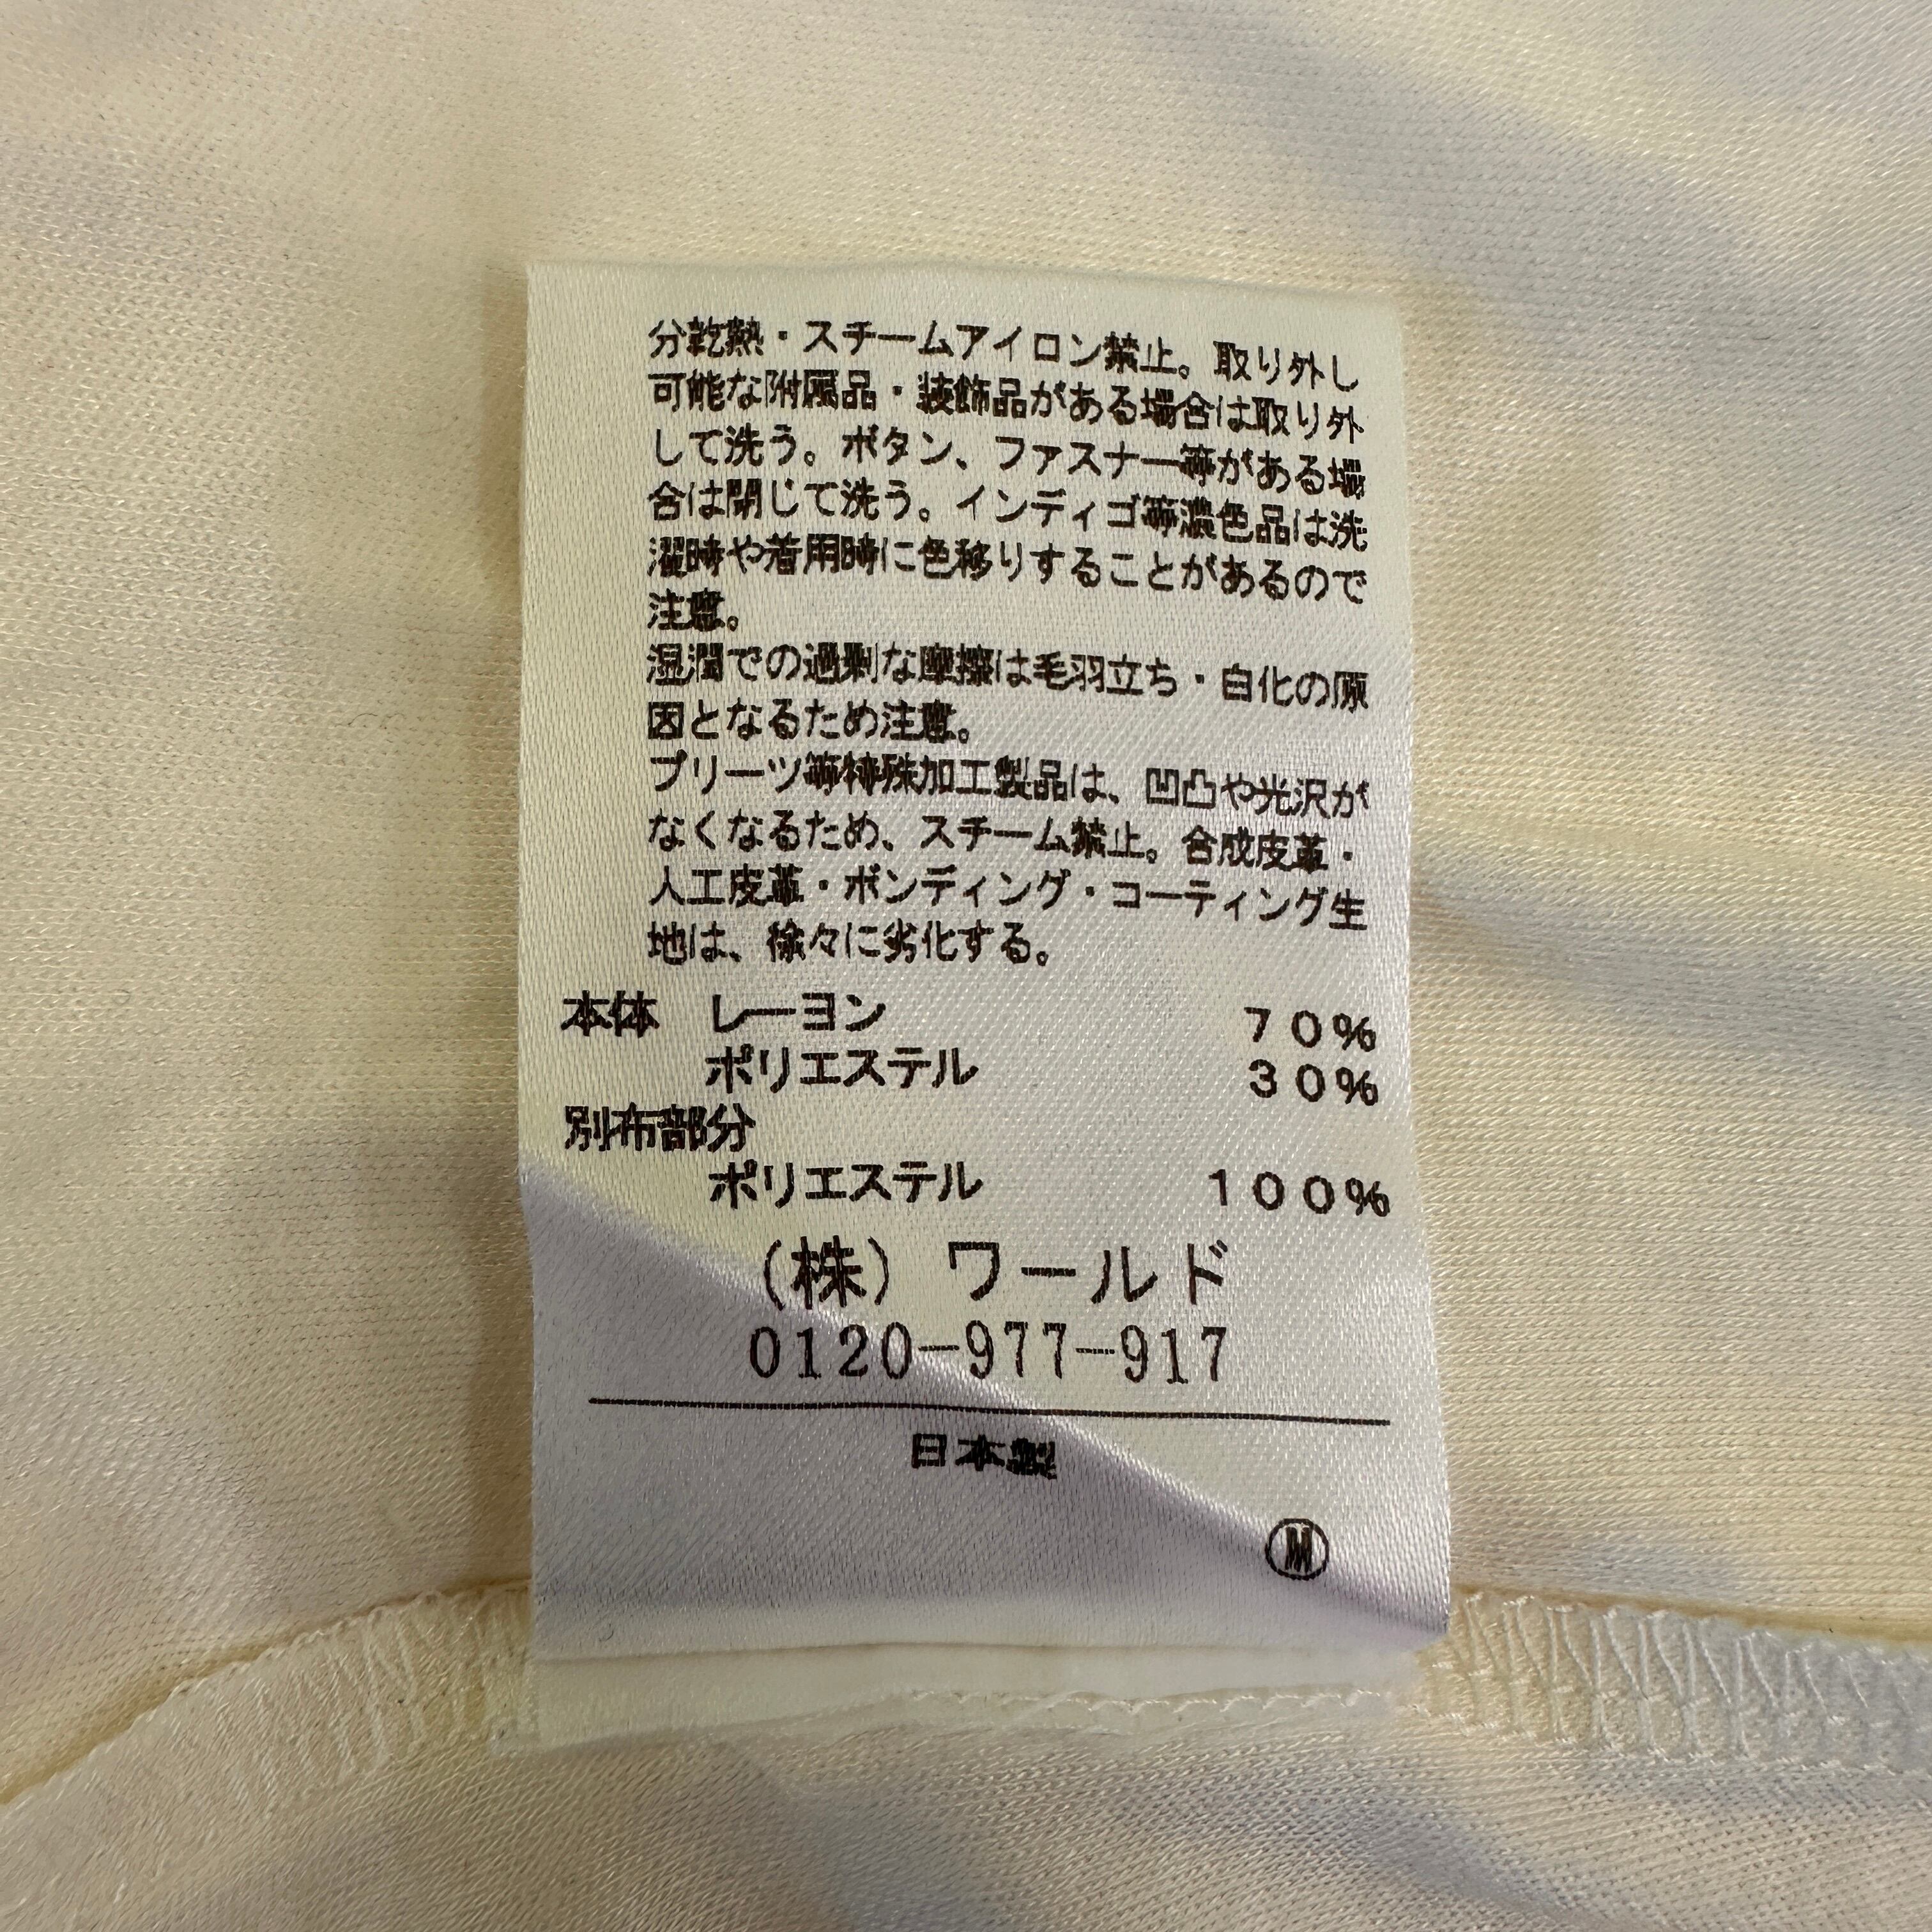 分乾熱・スチームアイロン禁止。取り外し
可能な附属品・装飾品がある場合は取り外
して洗う。ボタン、ファスナー等がある場
合は閉じて洗う。インディゴ等濃色品は洗
濯時や着用時に色移りすることがあるので
注意。
湿潤での過剰な摩擦は毛羽立ち・白化の原
因となるため注意。
プリーツ等特殊加工製品は、凹凸や光沢が
なくなるため、スチーム禁止。合成皮革・
人工皮革・ボンディング・コーティング生
地は、徐々に劣化する。
本体 レーヨン 70%
ポリエステル 30%
別布部分
ポリエステル 100%
(株) ワールド
0120-977-917
日本製
Ⓜ